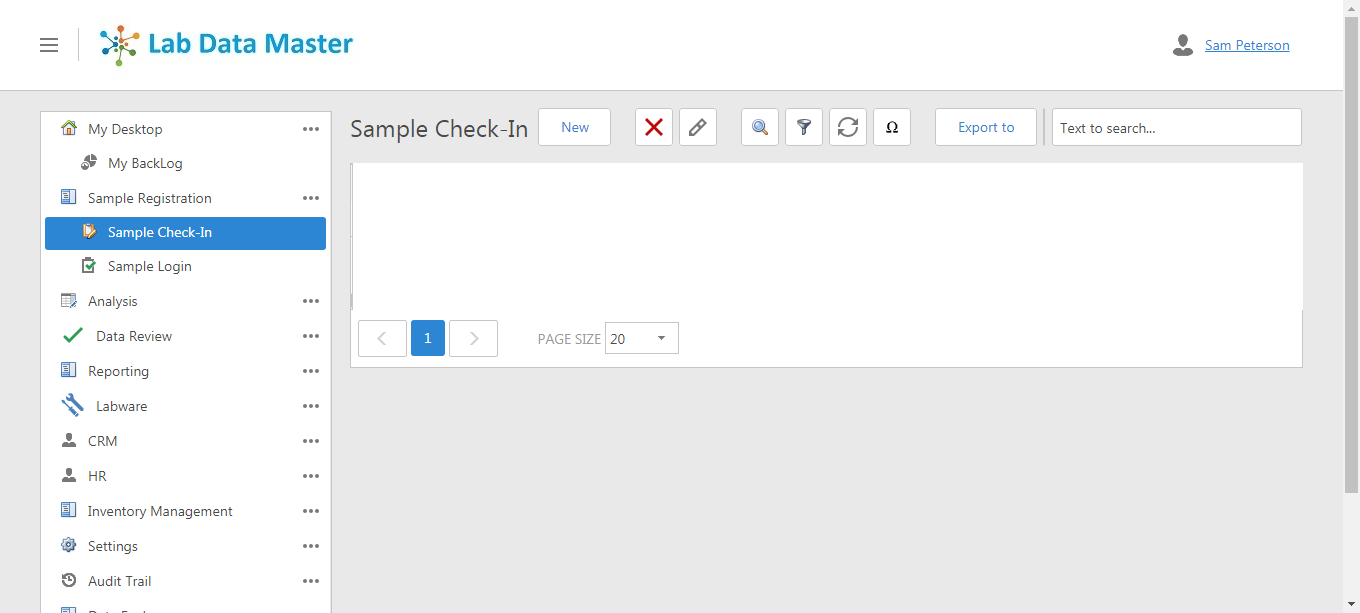 Lab Data Master
Sam Peterson
My Desktop
My BackLog
Sample Registration
Sample Check-In
Sample Login
Analysis
Data Review
Reporting
Labware
CRM
HR
Inventory Management
Settings
Audit Trail
Sample Check-In
New
Ω
Export to
Text to search...
1
PAGE SIZE
20